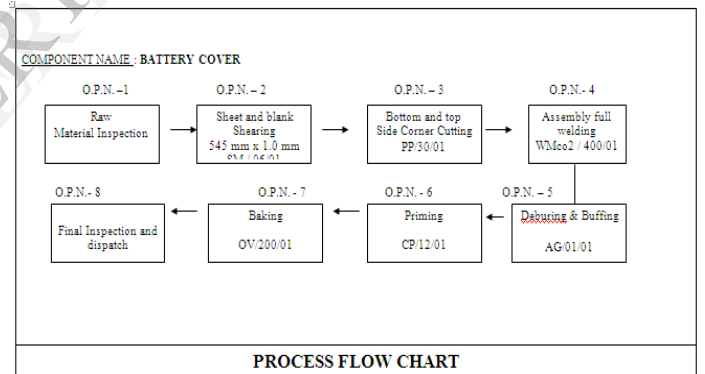 COMPONENT NAME : BATTERY COVER
O.P.N. –1
Raw
Material Inspection
O.P.N. – 2
Sheet and blank
Shearing
545 mm x 1.0 mm
SM / 06/01
O.P.N. – 3
Bottom and top
Side Corner Cutting
PP/30/01
O.P.N.- 4
Assembly full
welding
WMco2 / 400/01
O.P.N. – 5
Deburing & Buffing
AG/01/01
O.P.N. - 6
Priming
CP/12/01
O.P.N. - 7
Baking
OV/200/01
O.P.N.- 8
Final Inspection and
dispatch
PROCESS FLOW CHART